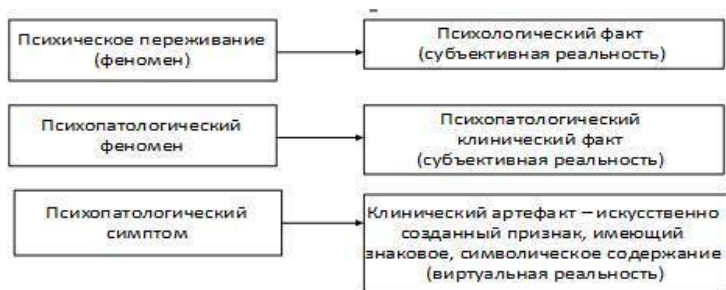 Психическое переживание
(феномен)
Психологический факт
(субъективная реальность)
Психопатологический
феномен
Психопатологический
клинический факт
(субъективная реальность)
Психопатологический
симптом
Клинический артефакт – искусственно
созданный признак, имеющий
знаковое, символическое содержание
(виртуальная реальность)